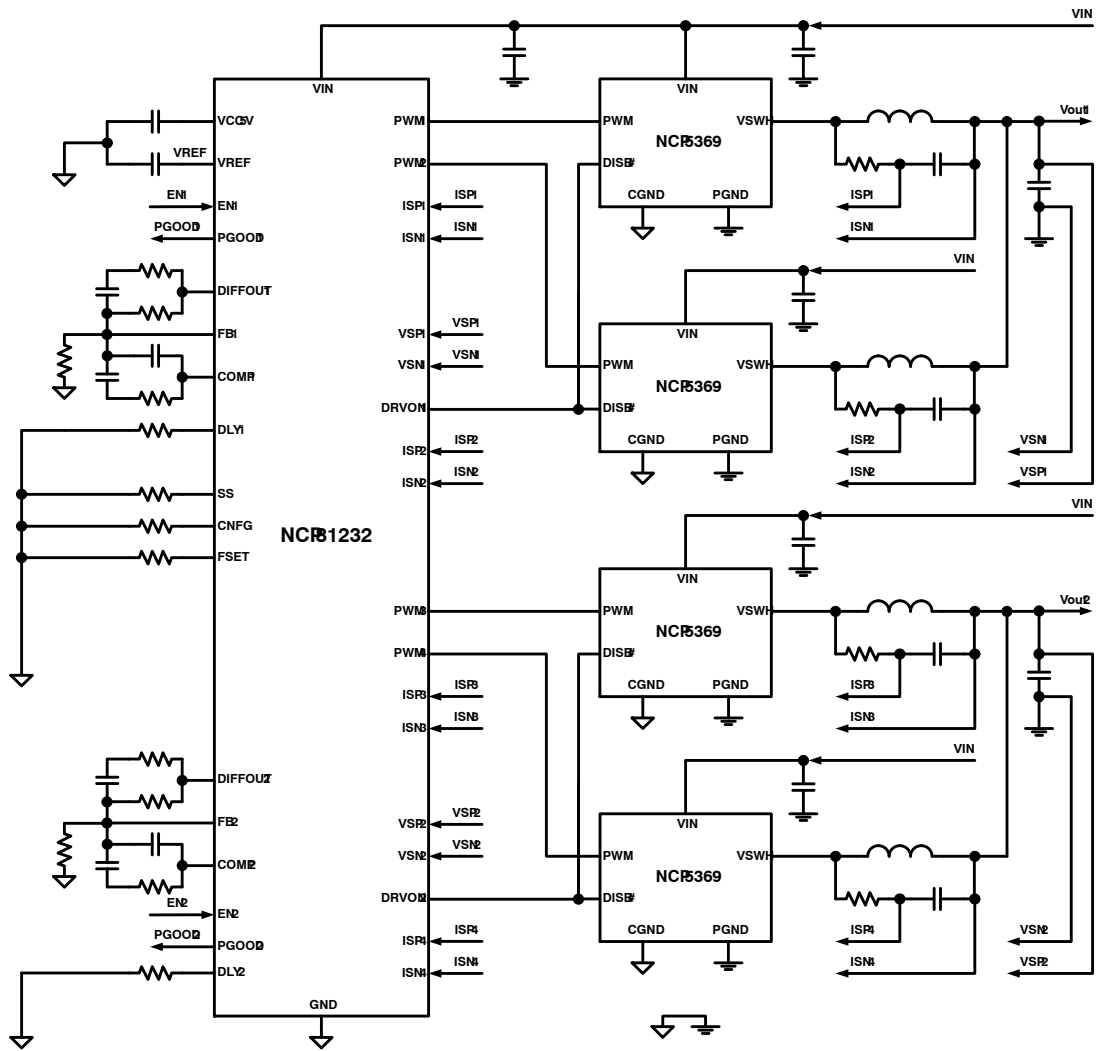 VIN
VIN
VCC5V
PWM1
PWM
VSWH
Vout1
NCP5369
VREF
VREF
PWM2
DISB#
EN1
EN1
ISP1
ISP1
CGND
PGND
ISP1
PGOOD1
PGOOD1
ISN1
ISN1
ISN1
VIN
DIFFOUT1
VSP1
VSP1
FB1
VIN
VSN1
VSN1
PWM
VSWH
COMP1
NCP5369
DRVON1
DISB#
DLY1
ISP2
ISP2
CGND
PGND
ISP2
VSN1
ISN2
ISN2
ISN2
VSP1
SS
VIN
CNFG
NCP81232
FSET
VIN
PWM3
PWM
VSWH
Vout2
NCP5369
PWM4
DISB#
ISP3
ISP3
CGND
PGND
ISP3
ISN3
ISN3
ISN3
VIN
DIFFOUT2
FB2
VSP2
VSP2
VIN
VSN2
VSN2
PWM
VSWH
COMP2
NCP5369
EN2
EN2
DRVON2
DISB#
PGOOD2
PGOOD2
ISP4
ISP4
CGND
PGND
ISP4
VSN2
DLY2
ISN4
ISN4
ISN4
VSP2
GND